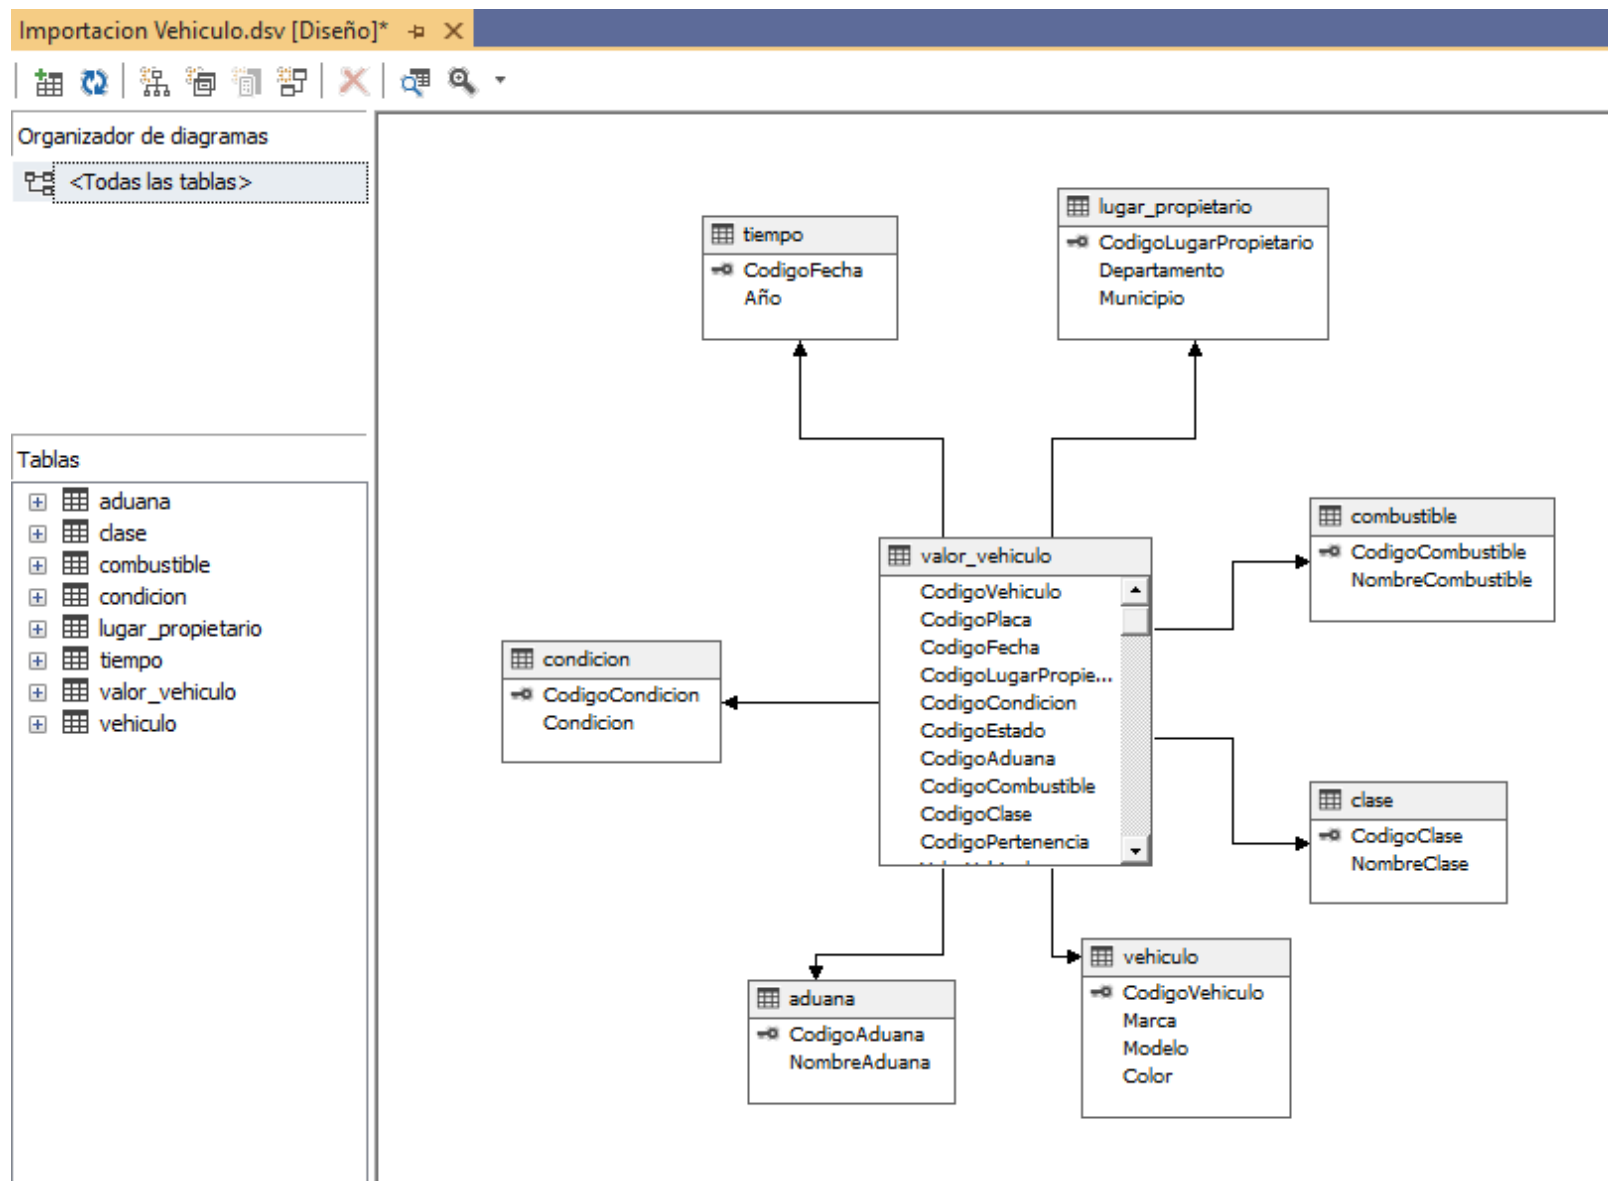 Importacion Vehiculo.dsv [Diseño]*
Organizador de diagramas
<Todas las tablas>
Tablas
aduana
clase
combustible
condicion
lugar_propietario
tiempo
valor_vehiculo
vehiculo
tiempo
CodigoFecha
Año
lugar_propietario
CodigoLugarPropietario
Departamento
Municipio
combustible
CodigoCombustible
NombreCombustible
valor_vehiculo
CodigoVehiculo
CodigoPlaca
CodigoFecha
CodigoLugarPropie...
CodigoCondicion
CodigoEstado
CodigoAduana
CodigoCombustible
CodigoClase
CodigoPertenencia
condicion
CodigoCondicion
Condicion
clase
CodigoClase
NombreClase
aduana
CodigoAduana
NombreAduana
vehiculo
CodigoVehiculo
Marca
Modelo
Color